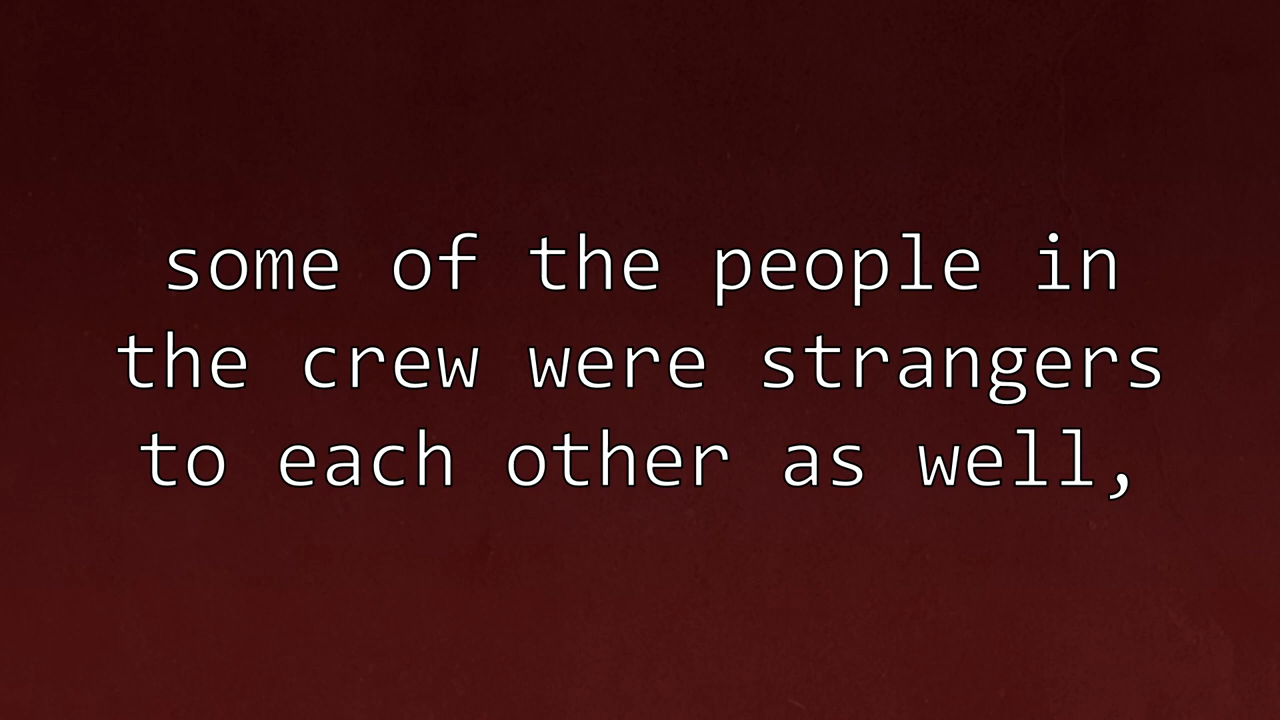 some of the people in
the crew were strangers
to each other as well,